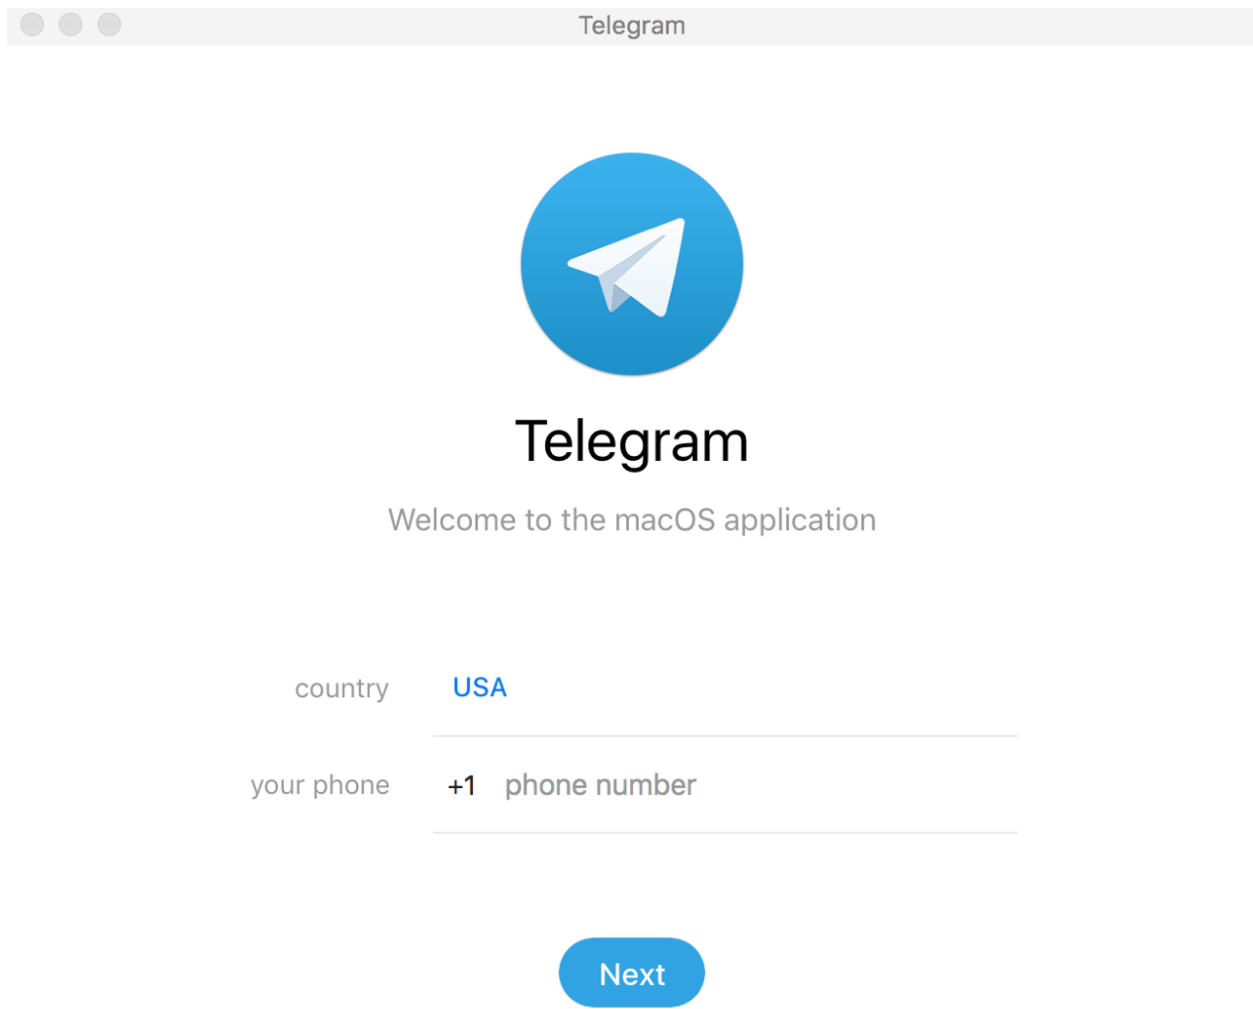 Telegram
Telegram
Welcome to the macOS application
country USA
your phone +1 phone number
Next